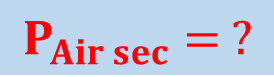 P_Air sec = ?